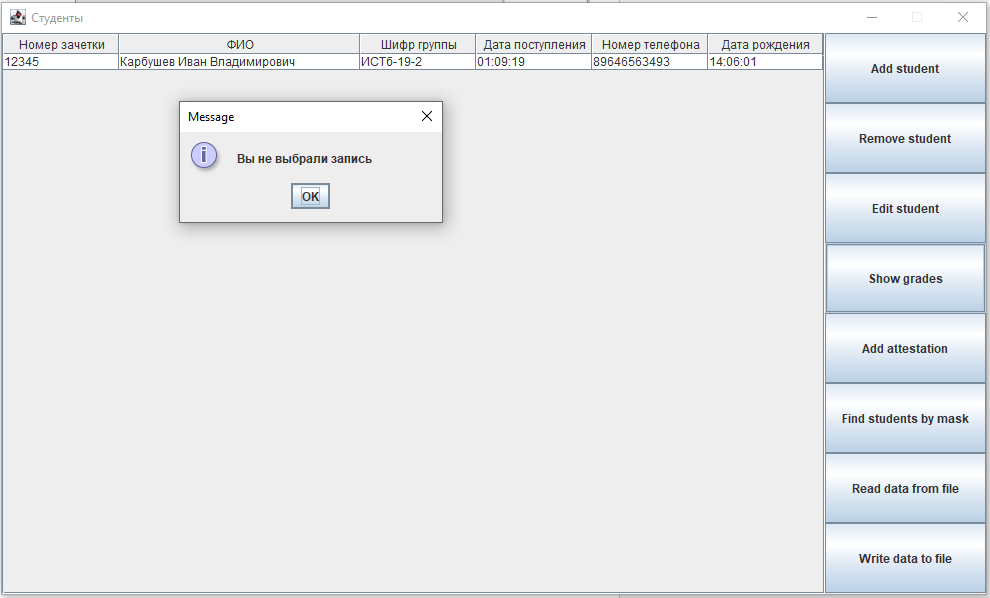 Студенты
Номер зачетки ФИО Шифр группы Дата поступления Номер телефона Дата рождения
12345 Карбушев Иван Владимирович ИСТб-19-2 01:09:19 89646563493 14:06:01
Message
Вы не выбрали запись
OK
Add student
Remove student
Edit student
Show grades
Add attestation
Find students by mask
Read data from file
Write data to file